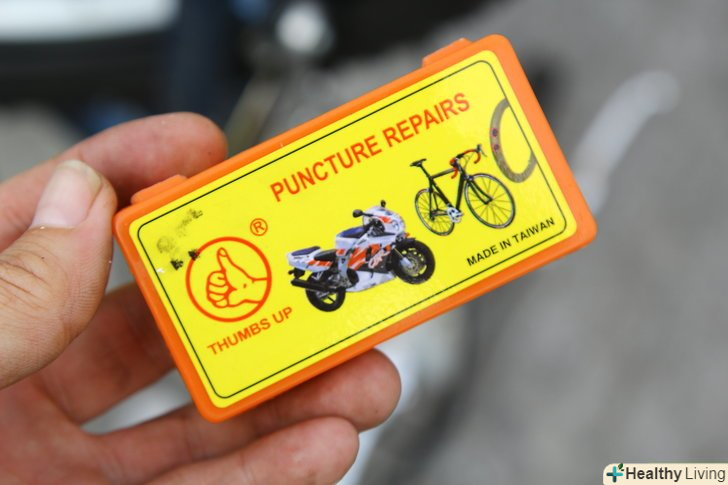 PUNCTURE REPAIRS
®
THUMBS UP
MADE IN TAIWAN
Healthy Living